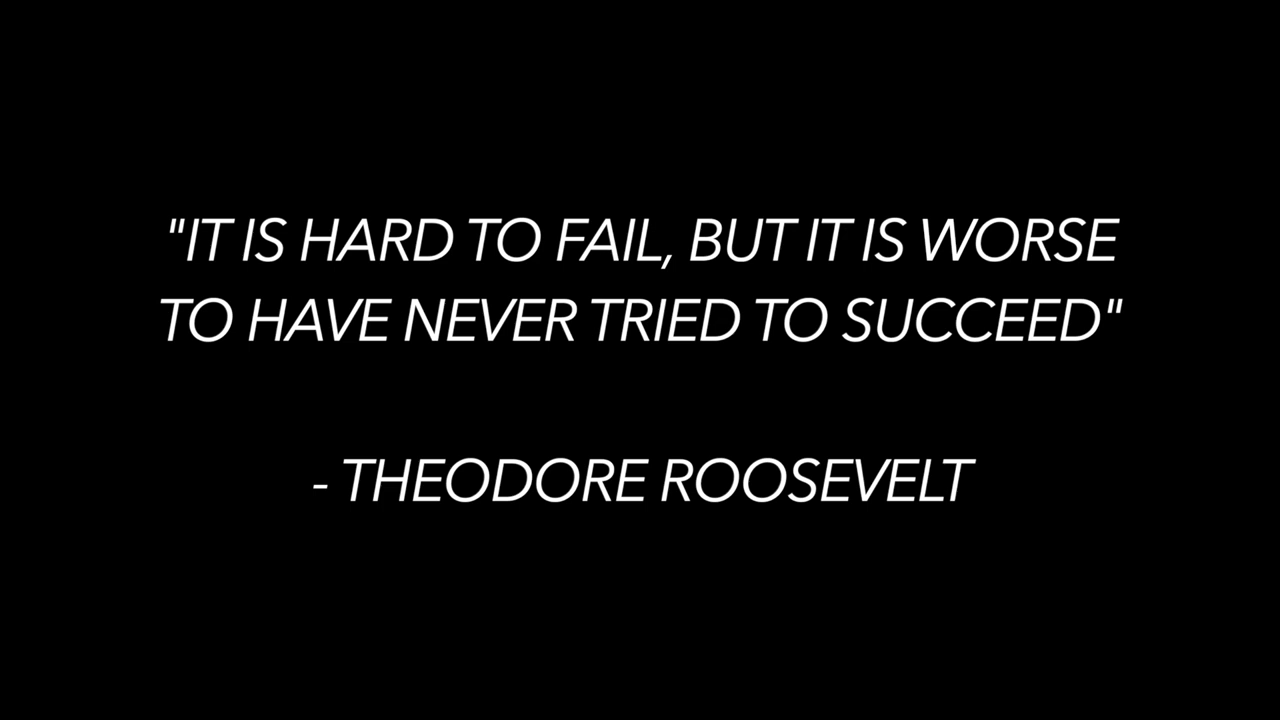 "IT IS HARD TO FAIL, BUT IT IS WORSE
TO HAVE NEVER TRIED TO SUCCEED"
- THEODORE ROOSEVELT